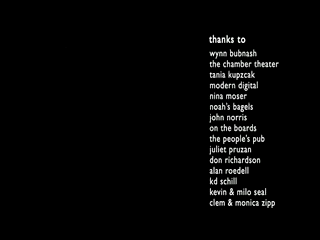 thanks to
wynn bubnash
the chamber theater
tania kupzcak
modern digital
nina moser
noah's bagels
john norris
on the boards
the people's pub
juliet pruzan
don richardson
alan roedell
kd schill
kevin & milo seal
clem & monica zipp